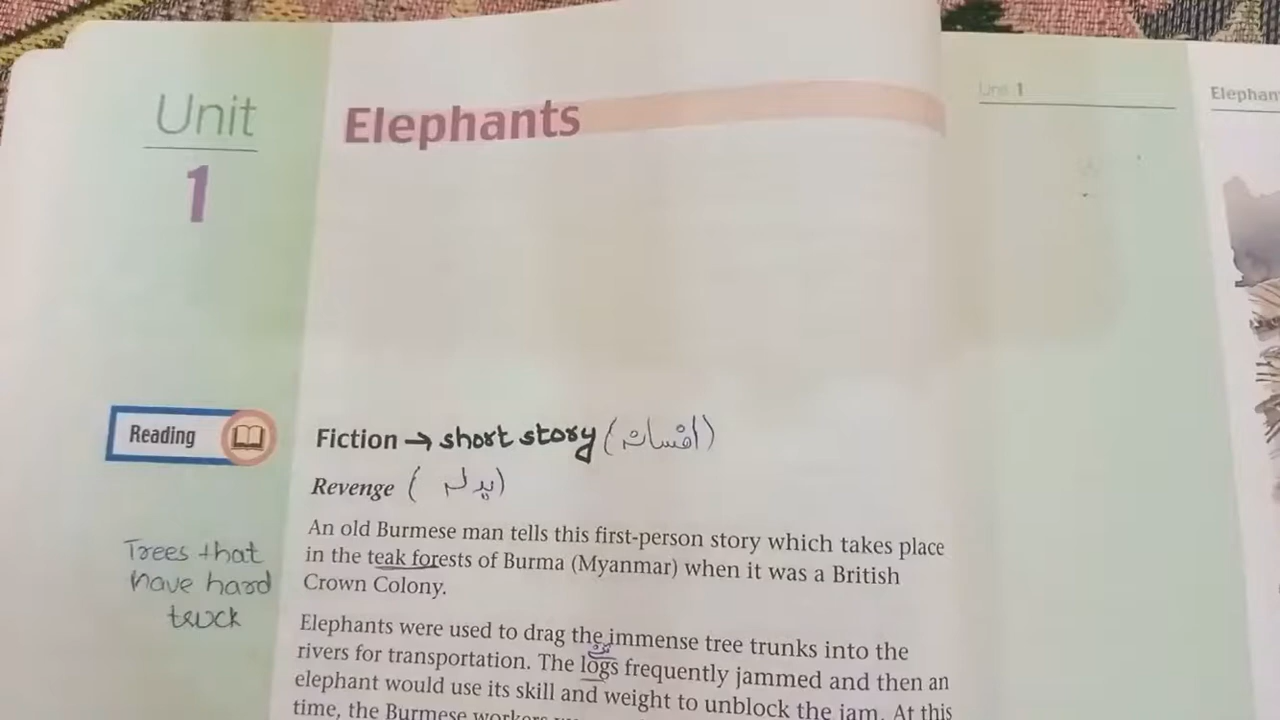 Unit
1
Elephants
Unit 1
Reading
Fiction → short story (افسانہ)
Revenge ( بدلہ )
An old Burmese man tells this first-person story which takes place
in the teak forests of Burma (Myanmar) when it was a British
Crown Colony.
Trees that
have hard
truck
Elephants were used to drag the immense tree trunks into the
rivers for transportation. The logs frequently jammed and then an
elephant would use its skill and weight to unblock the jam. At this
time, the Burmese workers